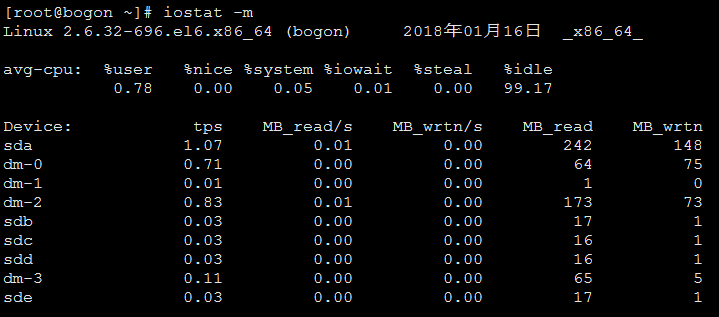 [root@bogon ~]# iostat -m
Linux 2.6.32-696.el6.x86_64 (bogon) 2018年01月16日 _x86_64_
avg-cpu: %user %nice %system %iowait %steal %idle
0.78 0.00 0.05 0.01 0.00 99.17
Device: tps MB_read/s MB_wrtn/s MB_read MB_wrtn
sda 1.07 0.01 0.00 242 148
dm-0 0.71 0.00 0.00 64 75
dm-1 0.01 0.00 0.00 1 0
dm-2 0.83 0.01 0.00 173 73
sdb 0.03 0.00 0.00 17 1
sdc 0.03 0.00 0.00 16 1
sdd 0.03 0.00 0.00 16 1
dm-3 0.11 0.00 0.00 65 5
sde 0.03 0.00 0.00 17 1